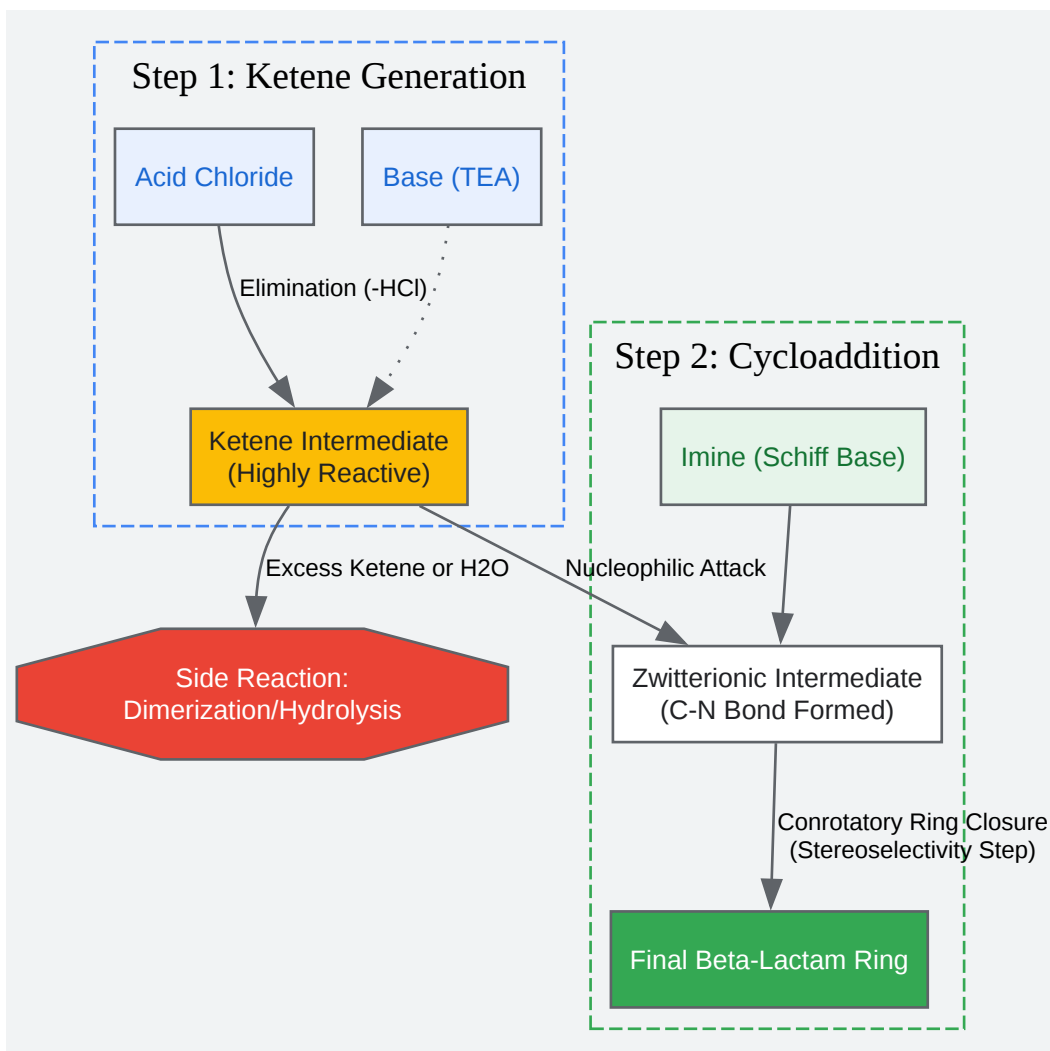 Step 1: Ketene Generation
Acid Chloride
Base (TEA)
Elimination (-HCl)
Step 2: Cycloaddition
Ketene Intermediate
(Highly Reactive)
Imine (Schiff Base)
Excess Ketene or H2O
Nucleophilic Attack
Side Reaction:
Dimerization/Hydrolysis
Zwitterionic Intermediate
(C-N Bond Formed)
Conrotatory Ring Closure
(Stereoselectivity Step)
Final Beta-Lactam Ring